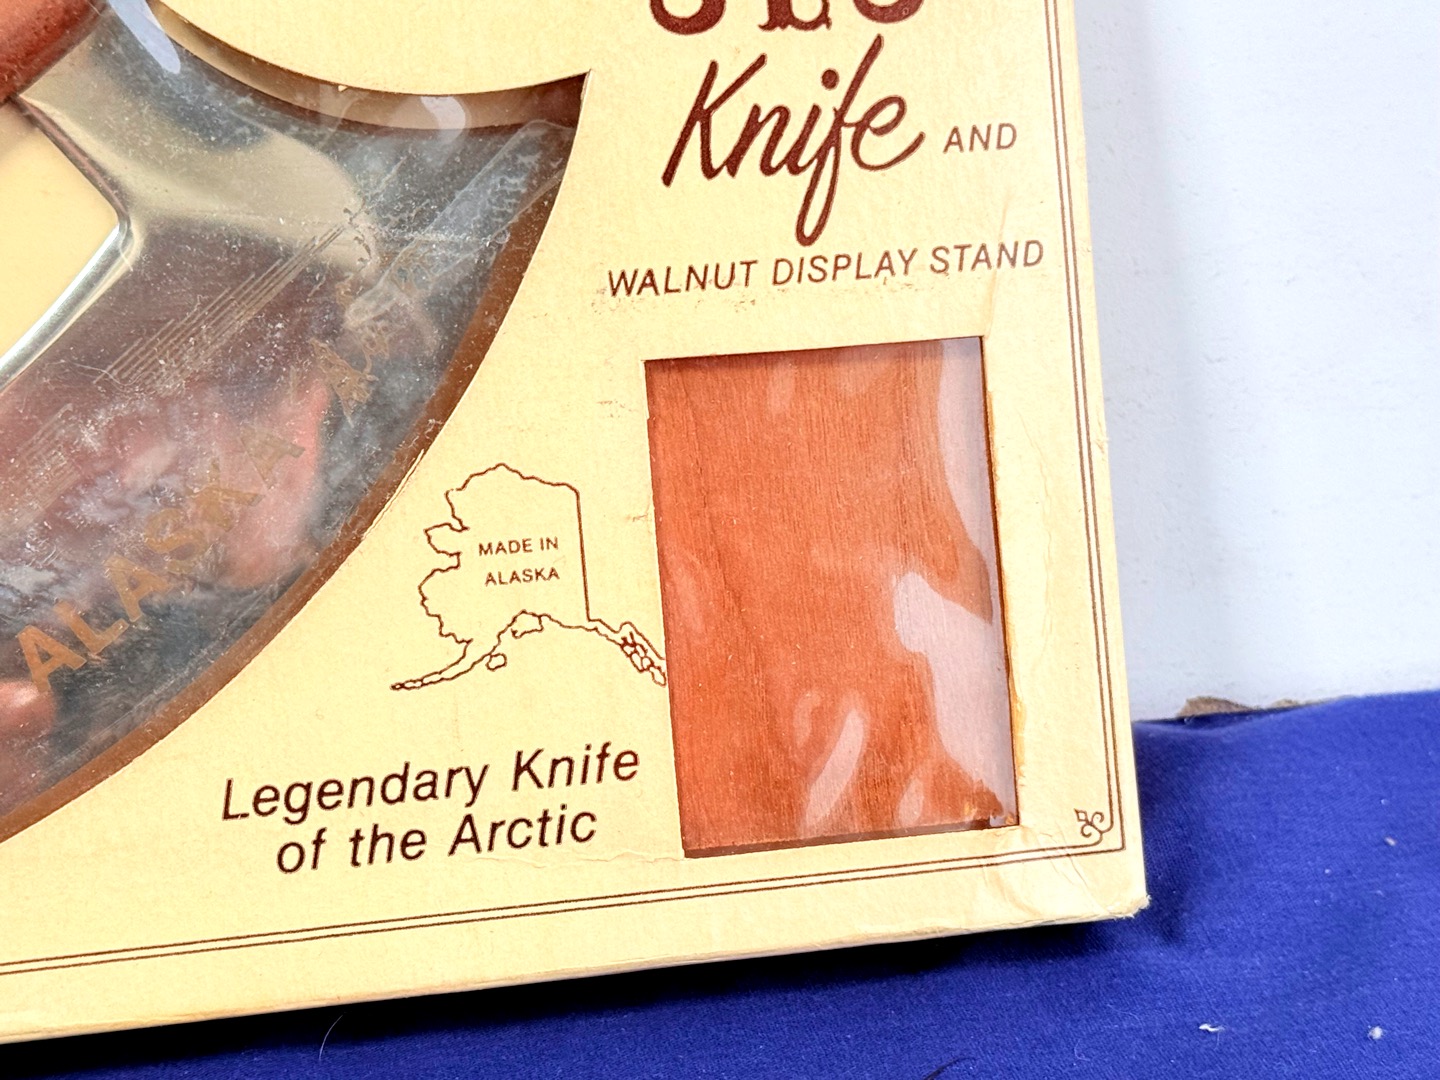 Knife AND
WALNUT DISPLAY STAND
ALASKA
MADE IN
ALASKA
Legendary Knife
of the Arctic